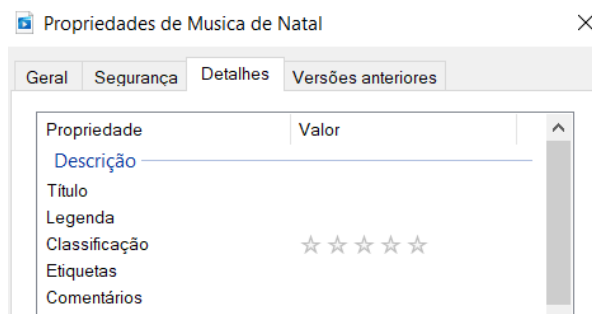 Propriedades de Musica de Natal
Geral Segurança Detalhes Versões anteriores
Propriedade Valor
Descrição
Título
Legenda
Classificação
Etiquetas
Comentários